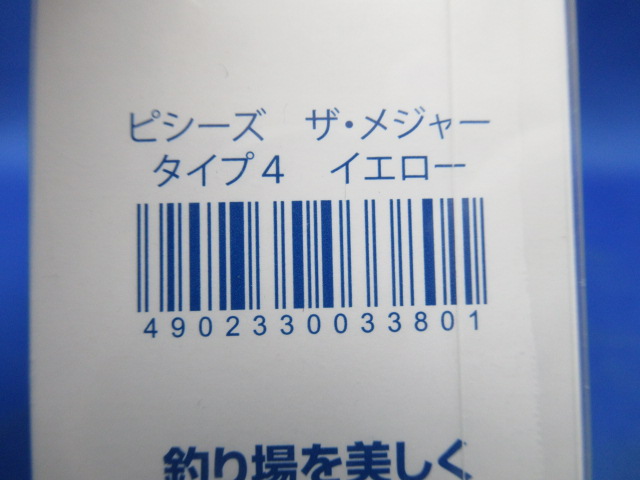 ピシーズ　ザ・メジャー
タイプ4　イエロー
4902330033801
釣り場を美しく